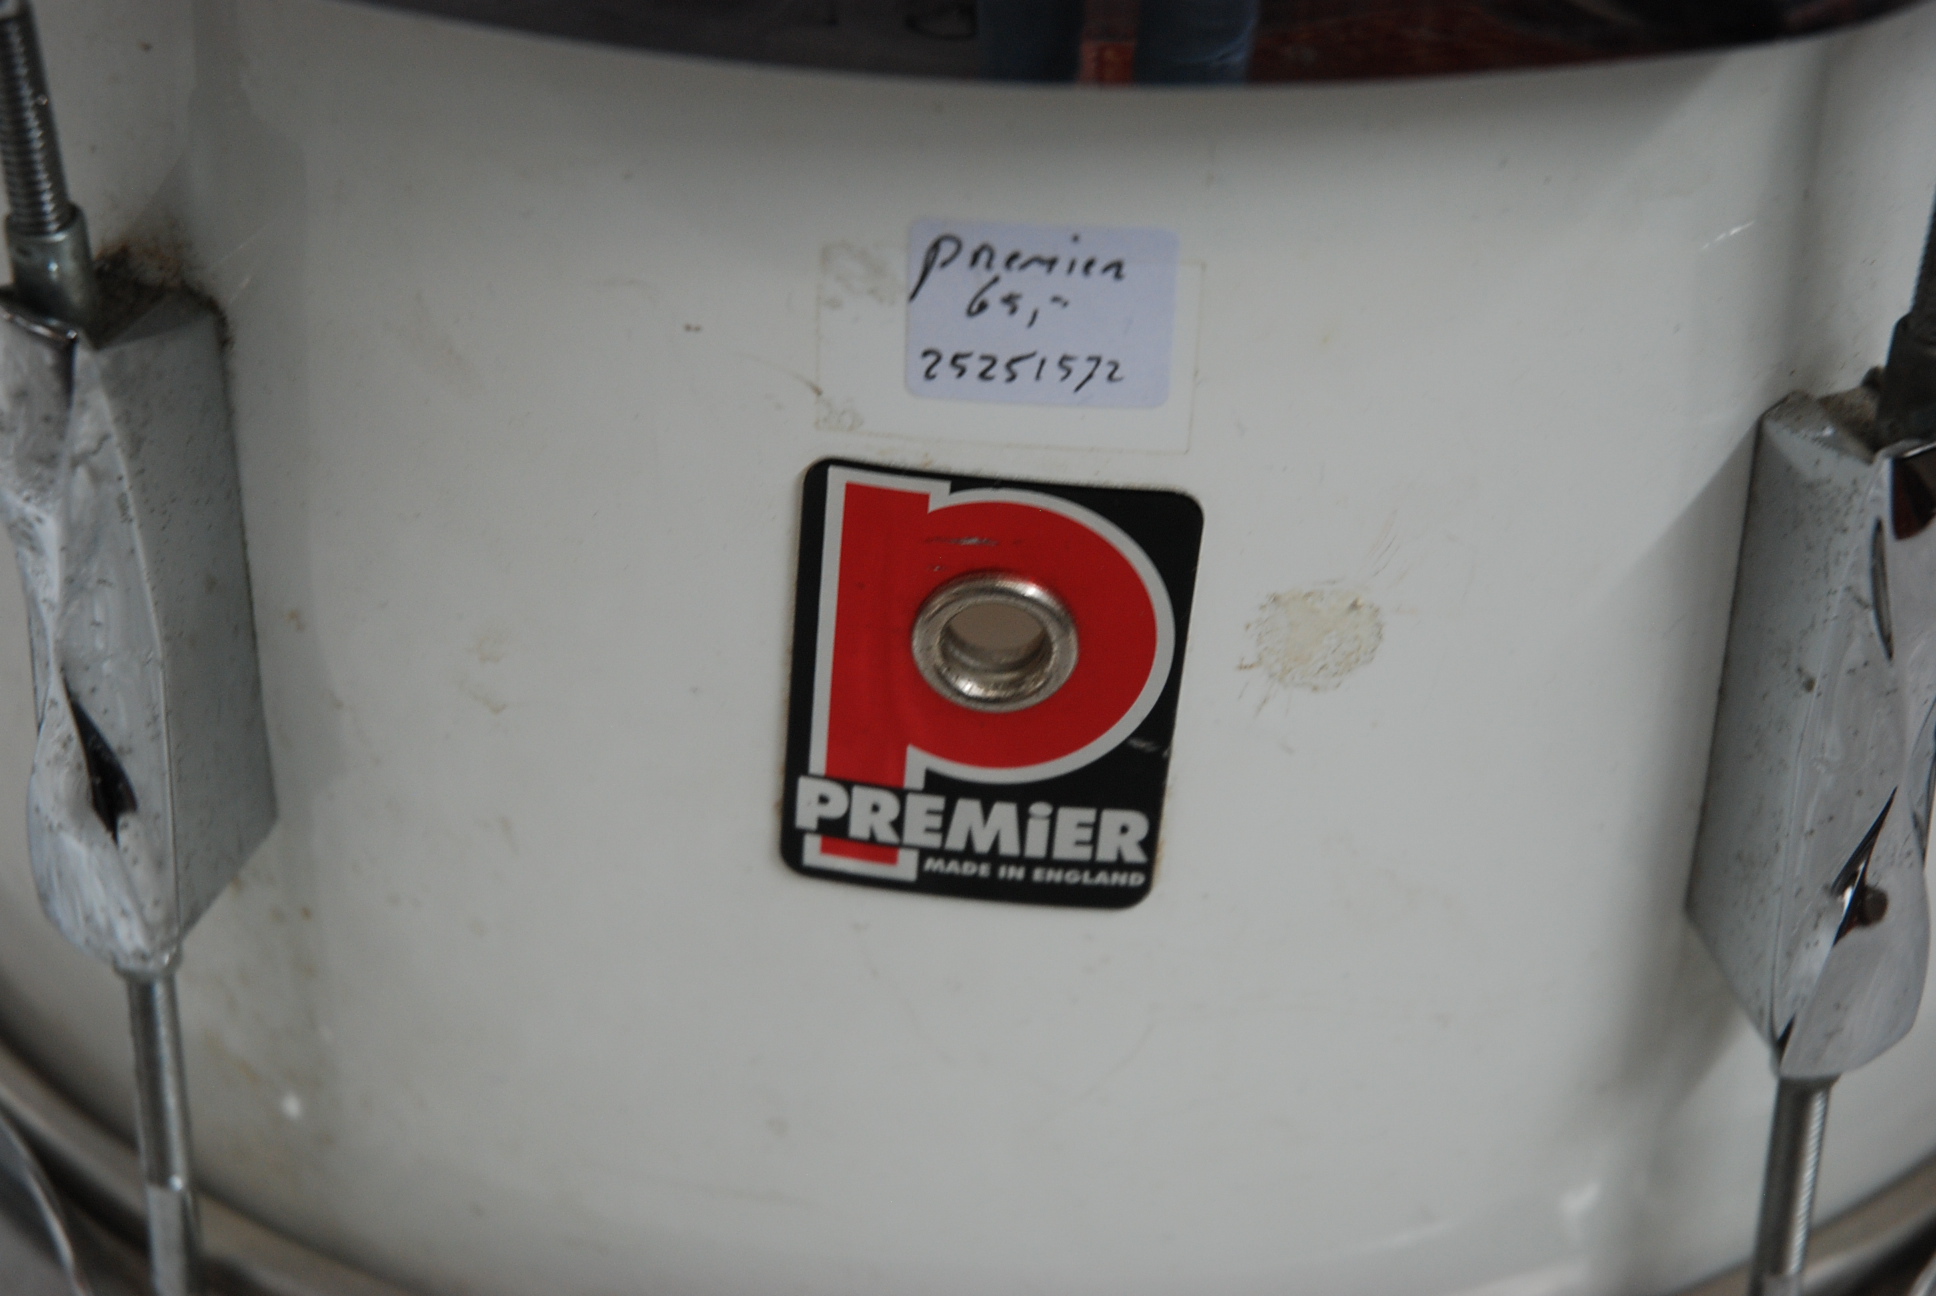 Premier
65,-
25251572
PREMiER
MADE IN ENGLAND